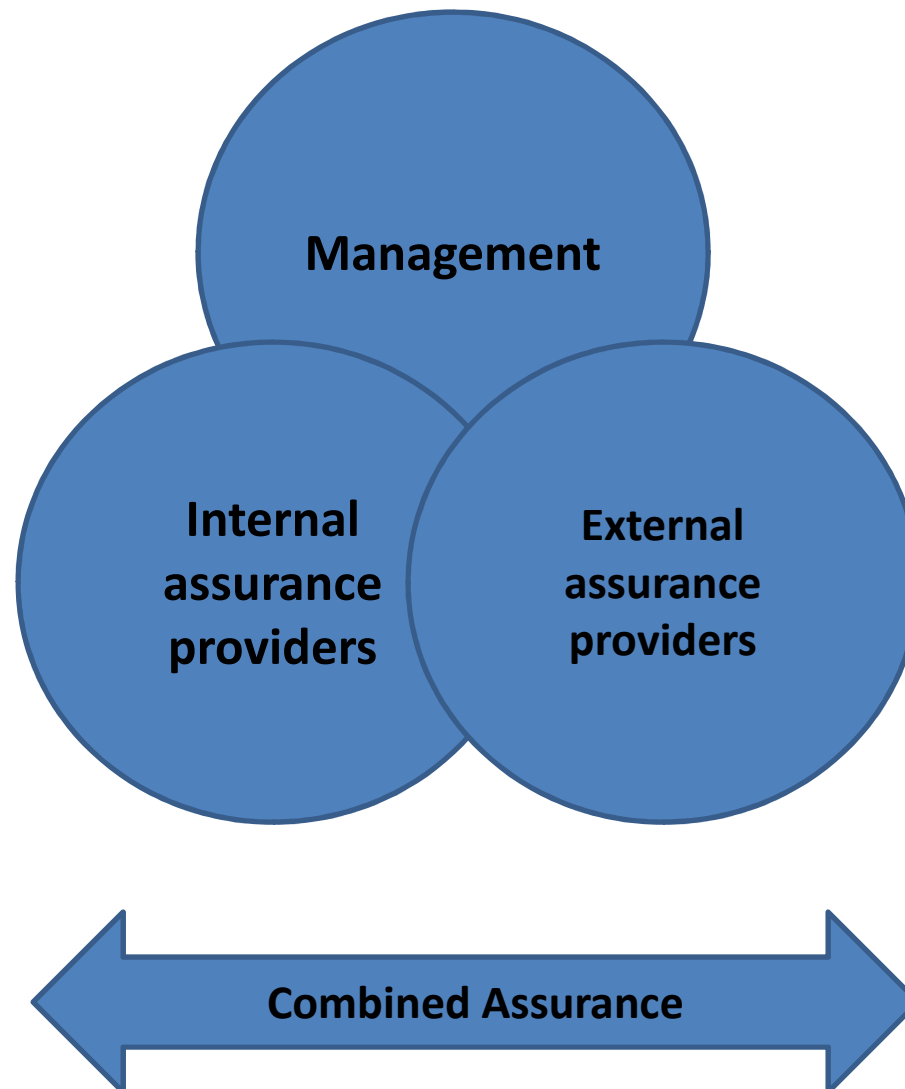 Management
Internal
assurance
providers
External
assurance
providers
Combined Assurance